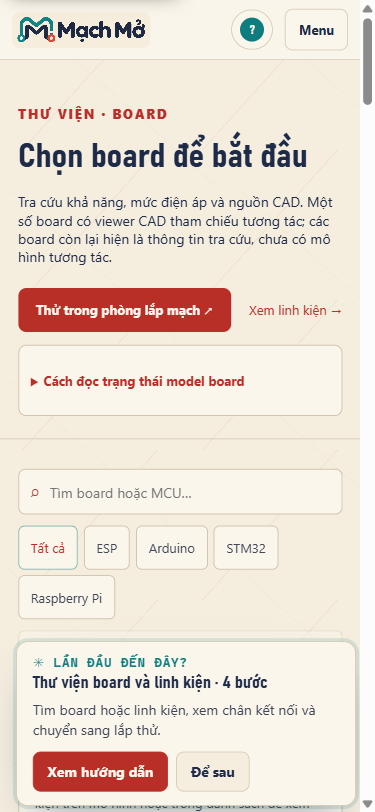 Mạch Mở
?
Menu
THƯ VIỆN · BOARD
Chọn board để bắt đầu
Tra cứu khả năng, mức điện áp và nguồn CAD. Một
số board có viewer CAD tham chiếu tương tác; các
board còn lại hiện là thông tin tra cứu, chưa có mô
hình tương tác.
Thử trong phòng lắp mạch ↗
Xem linh kiện →
▶ Cách đọc trạng thái model board
Tìm board hoặc MCU...
Tất cả
ESP
Arduino
STM32
Raspberry Pi
✳ LẦN ĐẦU ĐẾN ĐÂY?
Thư viện board và linh kiện · 4 bước
Tìm board hoặc linh kiện, xem chân kết nối và
chuyển sang lắp thử.
Xem hướng dẫn
Để sau